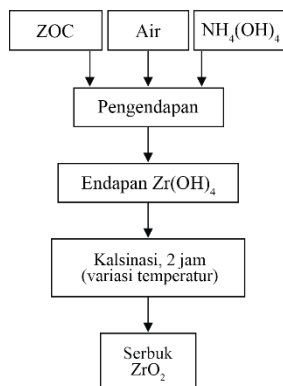 ZOC
Air
NH₄(OH)₄
Pengendapan
Endapan Zr(OH)₄
Kalsinasi, 2 jam
(variasi temperatur)
Serbuk
ZrO₂